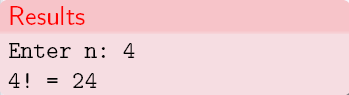 Results
Enter n: 4
4! = 24